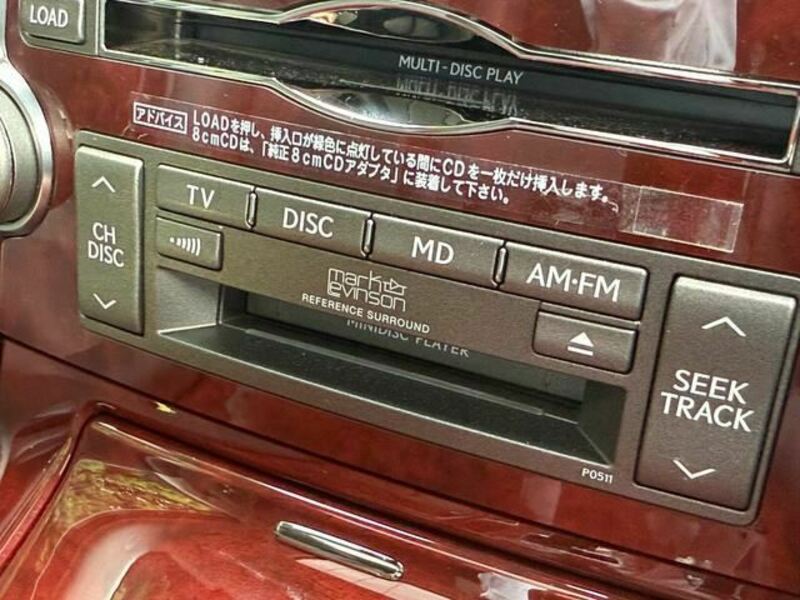 LOAD
MULTI-DISC PLAY
アドバイス
LOADを押し、挿入口が緑色に点灯している間にCDを一枚だけ挿入します。
8cmCDは、「純正8cmCDアダプタ」に装着して下さい。
TV
DISC
MD
AM·FM
CH
DISC
mark
Levinson
REFERENCE SURROUND
MINIDISC PLAYER
SEEK
TRACK
P0511